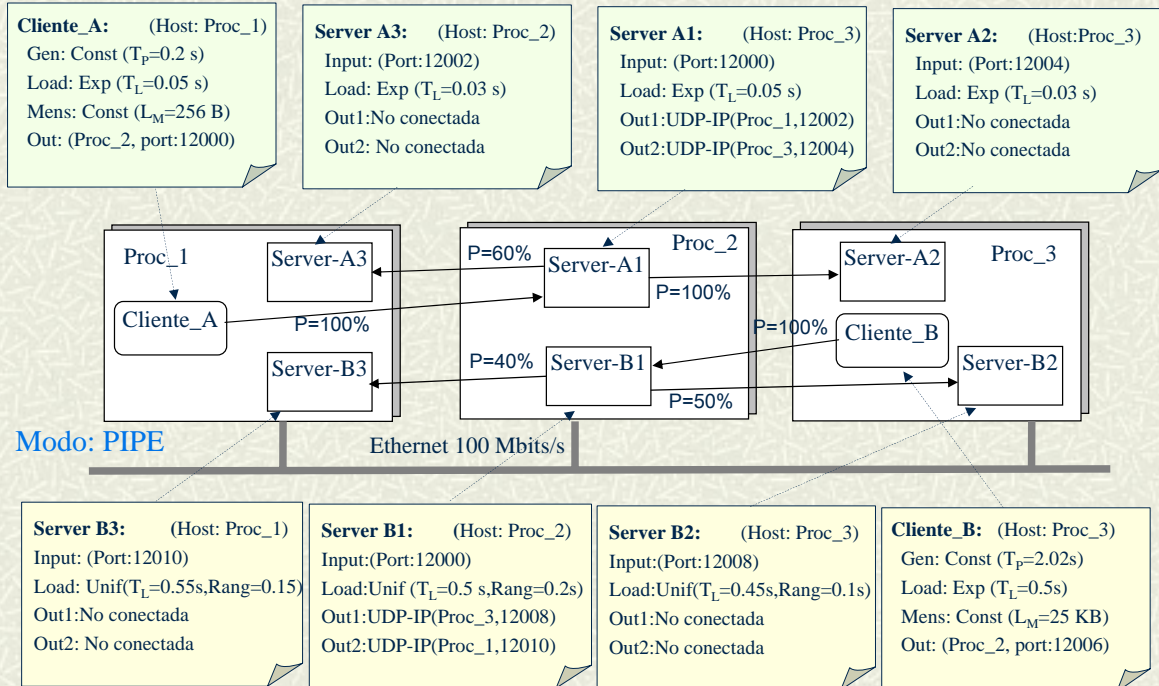 Cliente_A: (Host: Proc_1)
Gen: Const (TP=0.2 s)
Load: Exp (TL=0.05 s)
Mens: Const (LM=256 B)
Out: (Proc_2, port:12000)
Server A3: (Host: Proc_2)
Input: (Port:12002)
Load: Exp (TL=0.03 s)
Out1:No conectada
Out2: No conectada
Server A1: (Host: Proc_3)
Input: (Port:12000)
Load: Exp (TL=0.05 s)
Out1:UDP-IP(Proc_1,12002)
Out2:UDP-IP(Proc_3,12004)
Server A2: (Host:Proc_3)
Input: (Port:12004)
Load: Exp (TL=0.03 s)
Out1:No conectada
Out2:No conectada
Proc_1
Server-A3
Cliente_A
Server-B3
P=60%
P=100%
P=40%
Proc_2
Server-A1
P=100%
Server-B1
P=50%
P=100%
Server-A2
Proc_3
Cliente_B
Server-B2
Modo: PIPE
Ethernet 100 Mbits/s
Server B3: (Host: Proc_1)
Input: (Port:12010)
Load: Unif(TL=0.55s,Rang=0.15)
Out1:No conectada
Out2: No conectada
Server B1: (Host: Proc_2)
Input:(Port:12000)
Load:Unif (TL=0.5 s,Rang=0.2s)
Out1:UDP-IP(Proc_3,12008)
Out2:UDP-IP(Proc_1,12010)
Server B2: (Host: Proc_3)
Input:(Port:12008)
Load:Unif(TL=0.45s,Rang=0.1s)
Out1:No conectada
Out2:No conectada
Cliente_B: (Host: Proc_3)
Gen: Const (TP=2.02s)
Load: Exp (TL=0.5s)
Mens: Const (LM=25 KB)
Out: (Proc_2, port:12006)